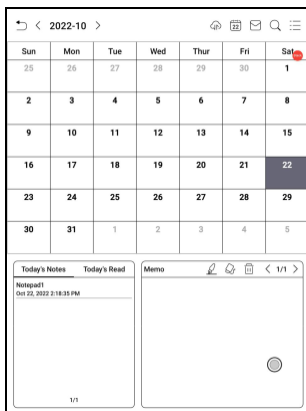 2022-10
22
Sun Mon Tue Wed Thur Fri Sat
25 26 27 28 29 30 1
2 3 4 5 6 7 8
9 10 11 12 13 14 15
16 17 18 19 20 21 22
23 24 25 26 27 28 29
30 31 1 2 3 4 5
Today's Notes Today's Read
Notepad1
Oct 22, 2022 2:18:35 PM
1/1
Memo 1/1